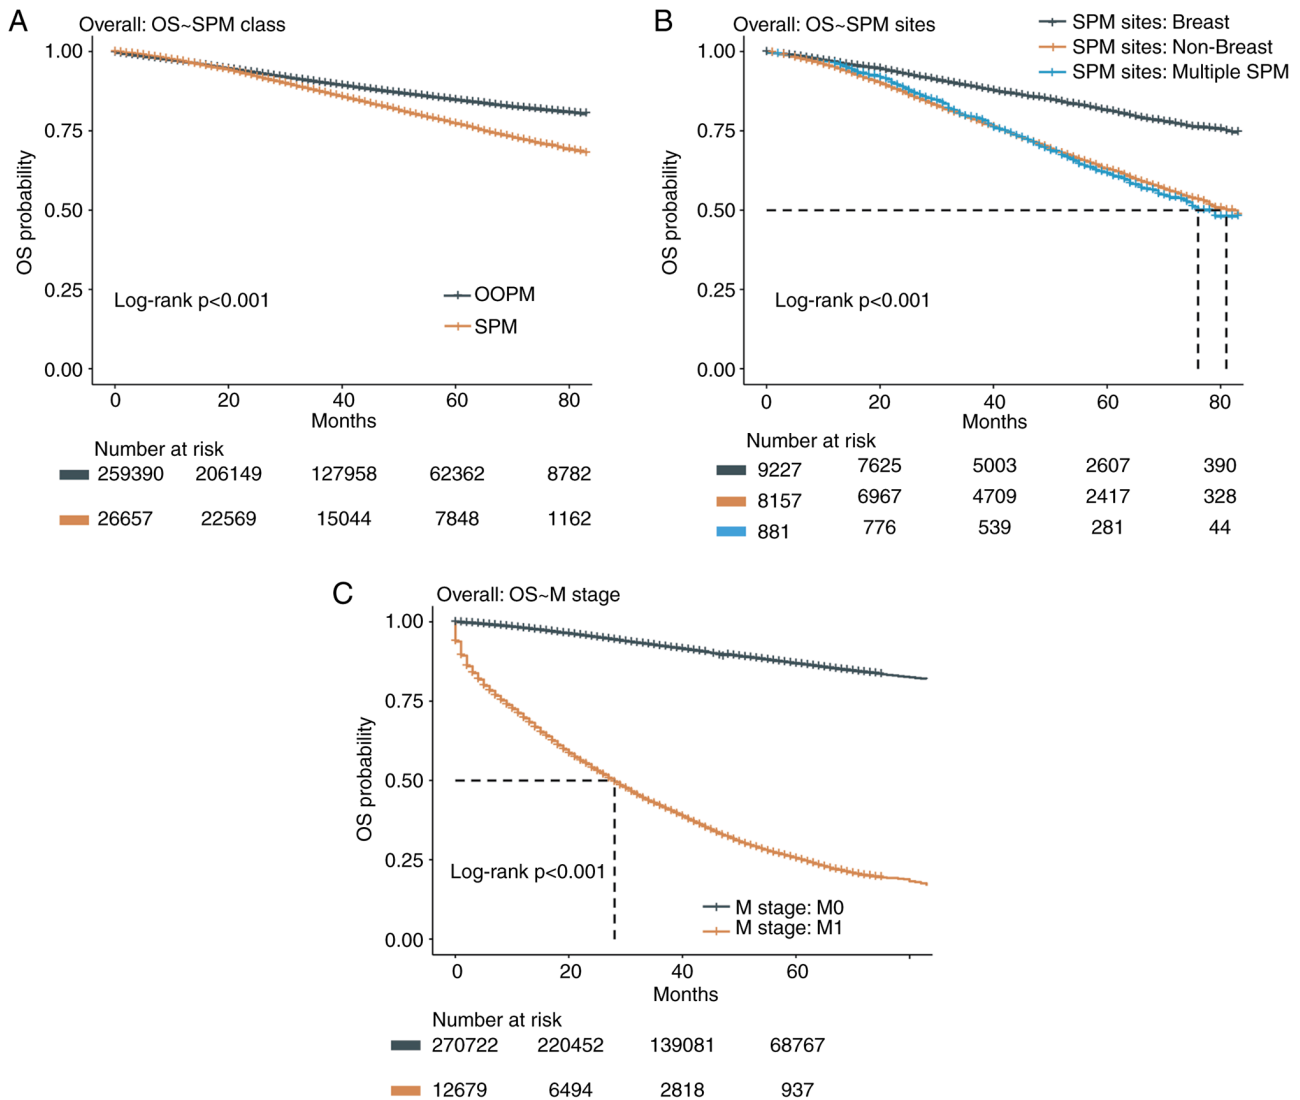 A
Overall: OS~SPM class
1.00
0.75
0.50
0.25
0.00
OS probability
Log-rank p<0.001
OOPM
SPM
0 20 40 60 80
Months
Number at risk
259390 206149 127958 62362 8782
26657 22569 15044 7848 1162
B
Overall: OS~SPM sites
SPM sites: Breast
SPM sites: Non-Breast
SPM sites: Multiple SPM
1.00
0.75
0.50
0.25
0.00
OS probability
Log-rank p<0.001
0 20 40 60 80
Months
Number at risk
9227 7625 5003 2607 390
8157 6967 4709 2417 328
881 776 539 281 44
C
Overall: OS~M stage
1.00
0.75
0.50
0.25
0.00
OS probability
Log-rank p<0.001
M stage: M0
M stage: M1
0 20 40 60
Months
Number at risk
270722 220452 139081 68767
12679 6494 2818 937